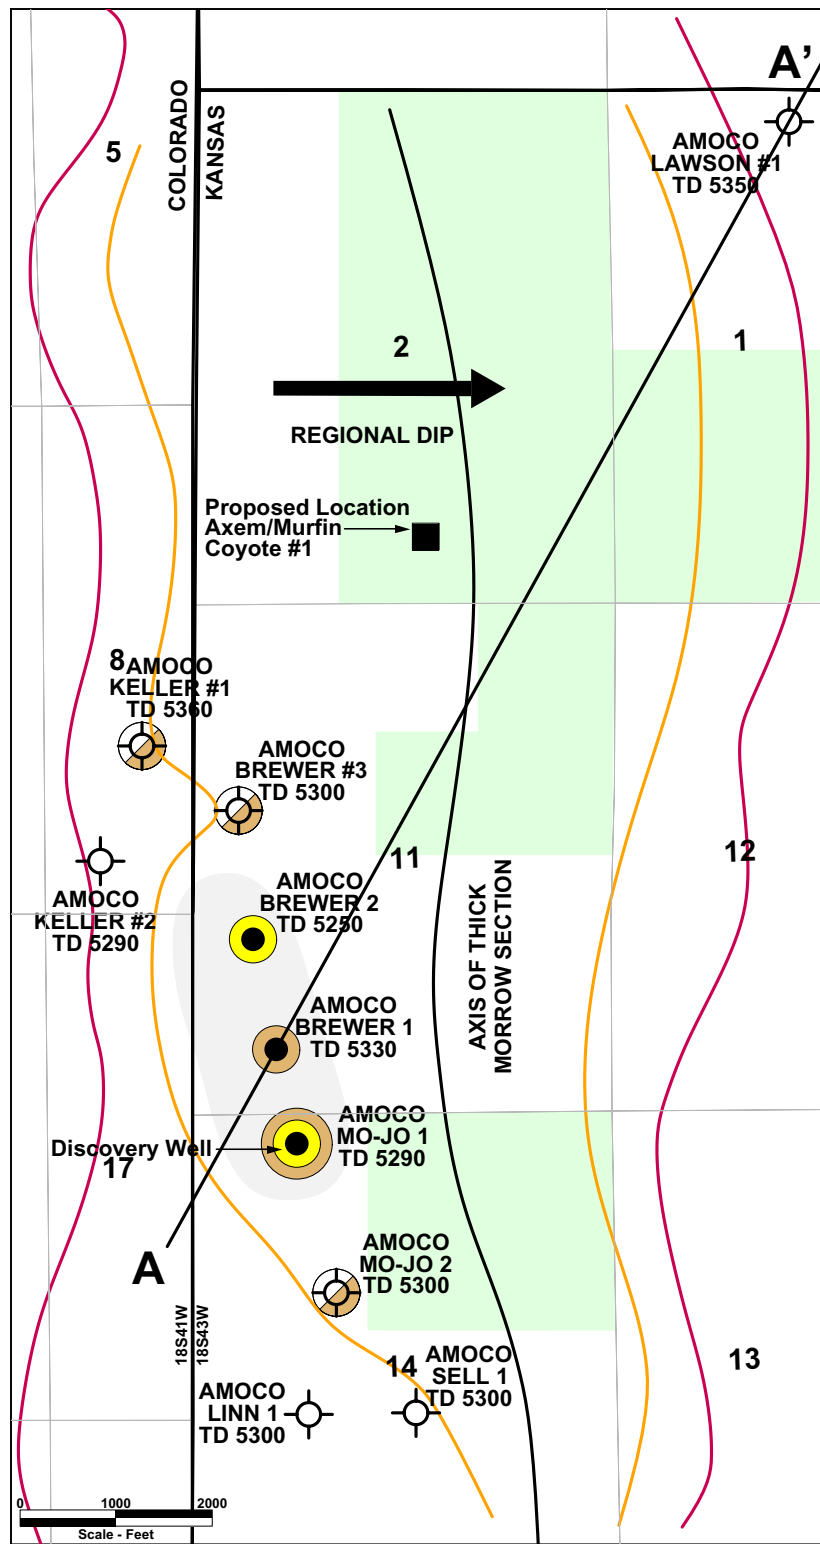 A’
COLORADO
KANSAS
AMOCO
LAWSON #1
TD 5350
5
2
1
REGIONAL DIP
Proposed Location
Axem/Murfin
Coyote #1
8
AMOCO
KELLER #1
TD 5360
AMOCO
BREWER #3
TD 5300
11
12
AMOCO
KELLER #2
TD 5290
AMOCO
BREWER 2
TD 5250
AXIS OF THICK
MORROW SECTION
AMOCO
BREWER 1
TD 5330
AMOCO
MO-JO 1
TD 5290
Discovery Well
17
A
AMOCO
MO-JO 2
TD 5300
18S41W
18S43W
14
13
AMOCO
SELL 1
TD 5300
AMOCO
LINN 1
TD 5300
0 1000 2000
Scale - Feet